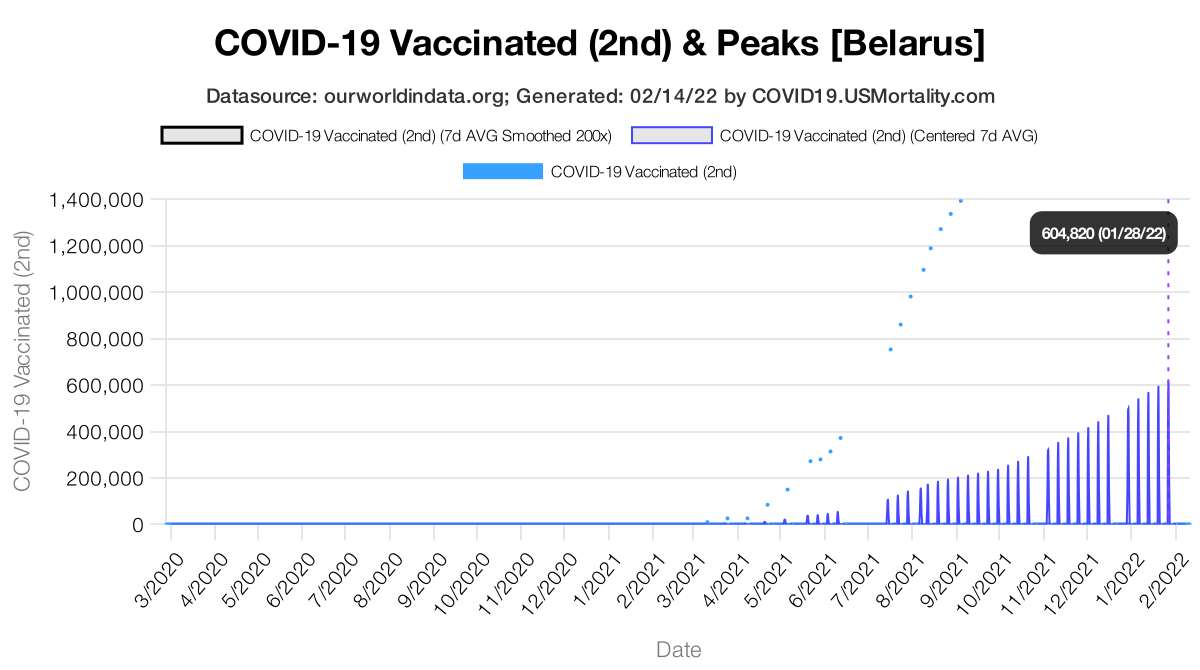 COVID-19 Vaccinated (2nd) & Peaks [Belarus]
Datasource: ourworldindata.org; Generated: 02/14/22 by COVID19.USMortality.com
COVID-19 Vaccinated (2nd) (7d AVG Smoothed 200x) COVID-19 Vaccinated (2nd) (Centered 7d AVG)
COVID-19 Vaccinated (2nd)
COVID-19 Vaccinated (2nd)
1,400,000
1,200,000
1,000,000
800,000
600,000
400,000
200,000
0
604,820 (01/28/22)
3/2020 4/2020 5/2020 6/2020 7/2020 8/2020 9/2020 10/2020 11/2020 12/2020 1/2021 2/2021 3/2021 4/2021 5/2021 6/2021 7/2021 8/2021 9/2021 10/2021 11/2021 12/2021 1/2022 2/2022
Date